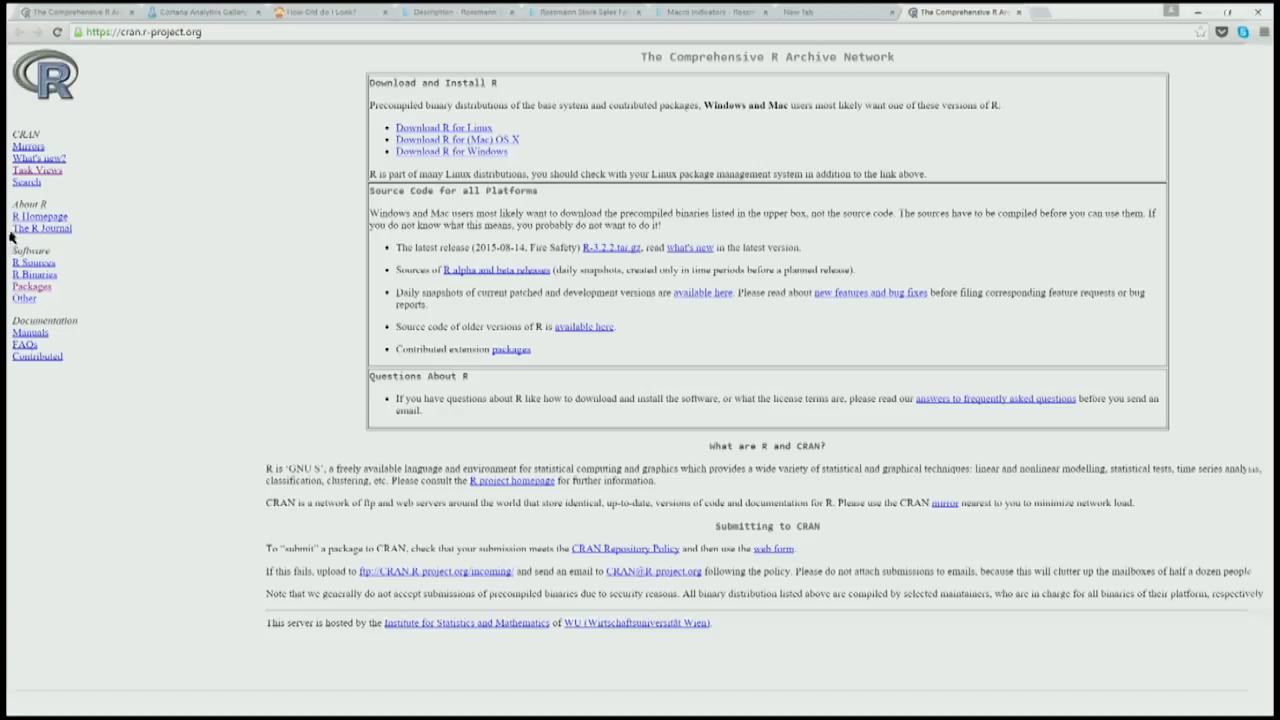 The Comprehensive R Ar
Cortana Analytics Gallery
How Old do I Look?
Description - Rossmann
Rossmann Store Sales
Macro Indicators - Rossm
New Tab
The Comprehensive R Ar
https://cran.r-project.org
R
CRAN
Mirrors
What's new?
Task Views
Search
About R
R Homepage
The R Journal
Software
R Sources
R Binaries
Packages
Other
Documentation
Manuals
FAQs
Contributed
The Comprehensive R Archive Network
Download and Install R
Precompiled binary distributions of the base system and contributed packages, Windows and Mac users most likely want one of these versions of R:
• Download R for Linux
• Download R for (Mac) OS X
• Download R for Windows
R is part of many Linux distributions, you should check with your Linux package management system in addition to the link above.
Source Code for all Platforms
Windows and Mac users most likely want to download the precompiled binaries listed in the upper box, not the source code. The sources have to be compiled before you can use them. If
you do not know what this means, you probably do not want to do it!
• The latest release (2015-08-14, Fire Safety) R-3.2.2.tar.gz, read what's new in the latest version.
• Sources of R alpha and beta releases (daily snapshots, created only in time periods before a planned release).
• Daily snapshots of current patched and development versions are available here. Please read about new features and bug fixes before filing corresponding feature requests or bug
reports.
• Source code of older versions of R is available here.
• Contributed extension packages
Questions About R
• If you have questions about R like how to download and install the software, or what the license terms are, please read our answers to frequently asked questions before you send an
email.
What are R and CRAN?
R is 'GNU S', a freely available language and environment for statistical computing and graphics which provides a wide variety of statistical and graphical techniques: linear and nonlinear modelling, statistical tests, time series analysis,
classification, clustering, etc. Please consult the R project homepage for further information.
CRAN is a network of ftp and web servers around the world that store identical, up-to-date, versions of code and documentation for R. Please use the CRAN mirror nearest to you to minimize network load.
Submitting to CRAN
To "submit" a package to CRAN, check that your submission meets the CRAN Repository Policy and then use the web form.
If this fails, upload to ftp://CRAN.R-project.org/incoming/ and send an email to CRAN@R-project.org following the policy. Please do not attach submissions to emails, because this will clutter up the mailboxes of half a dozen people
Note that we generally do not accept submissions of precompiled binaries due to security reasons. All binary distribution listed above are compiled by selected maintainers, who are in charge for all binaries of their platform, respectively
This server is hosted by the Institute for Statistics and Mathematics of WU (Wirtschaftsuniversität Wien).